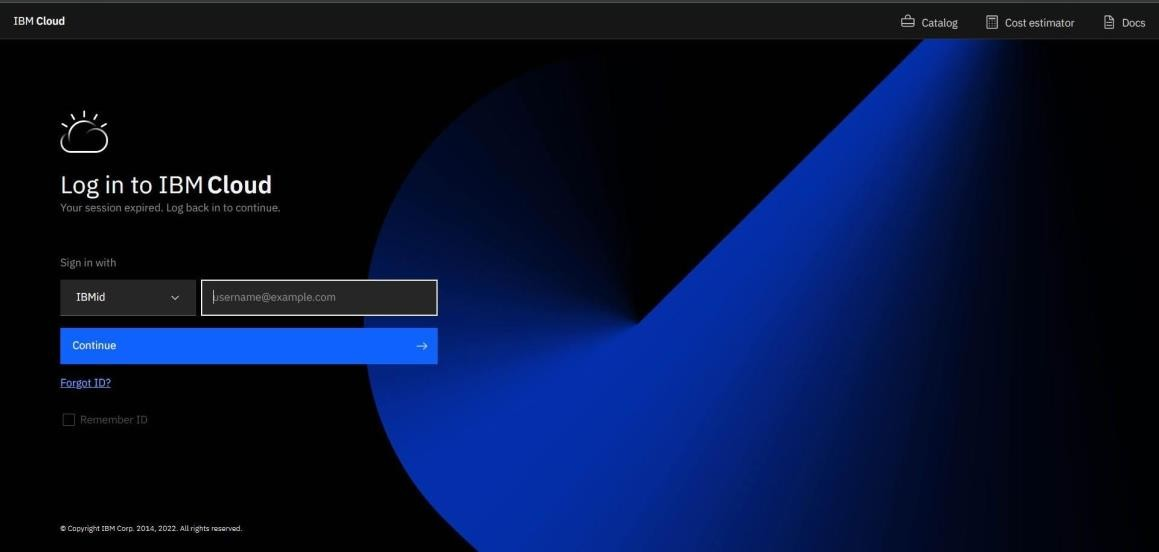 IBM Cloud
Catalog
Cost estimator
Docs
Log in to IBM Cloud
Your session expired. Log back in to continue.
Sign in with
IBMid
username@example.com
Continue
Forgot ID?
Remember ID
© Copyright IBM Corp. 2014, 2022. All rights reserved.